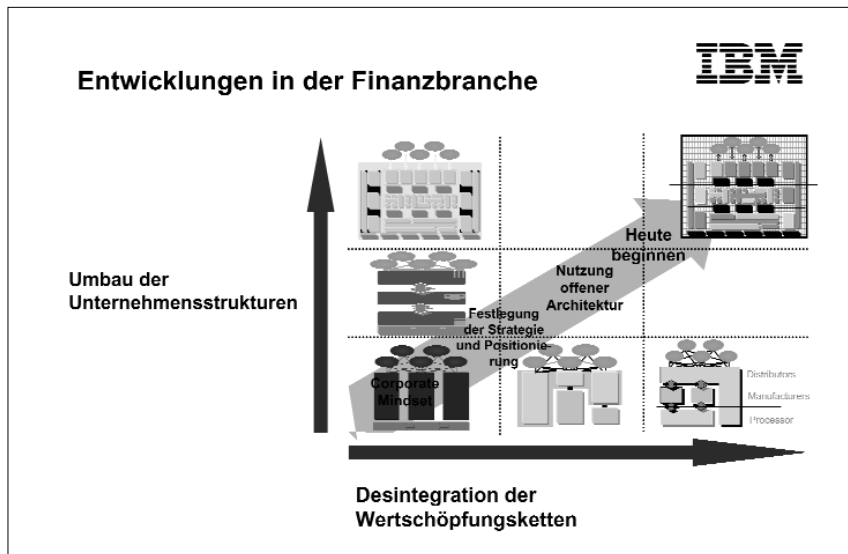 Entwicklungen in der Finanzbranche
IBM
Umbau der
Unternehmensstrukturen
Heute
beginnen
Nutzung
offener
Architektur
Festlegung
der Strategie
und Positionie-
rung
Corporate
Mindset
Distributors
Manufacturers
Processor
Desintegration der
Wertschöpfungsketten